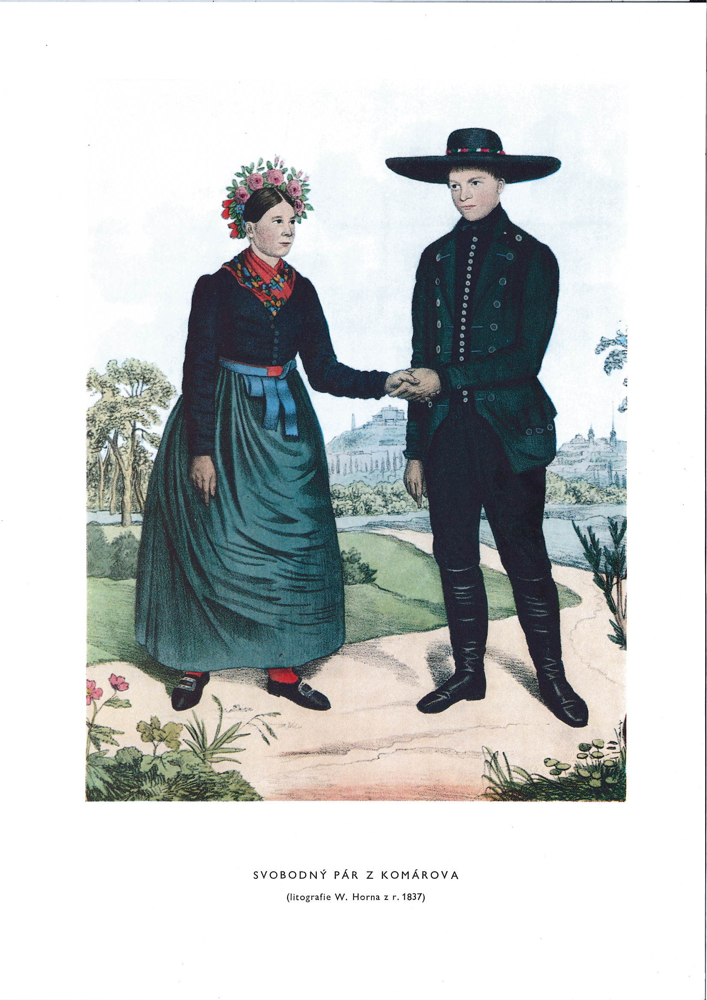 SVOBODNÝ PÁR Z KOMÁROVA
(litografie W. Horna z r. 1837)